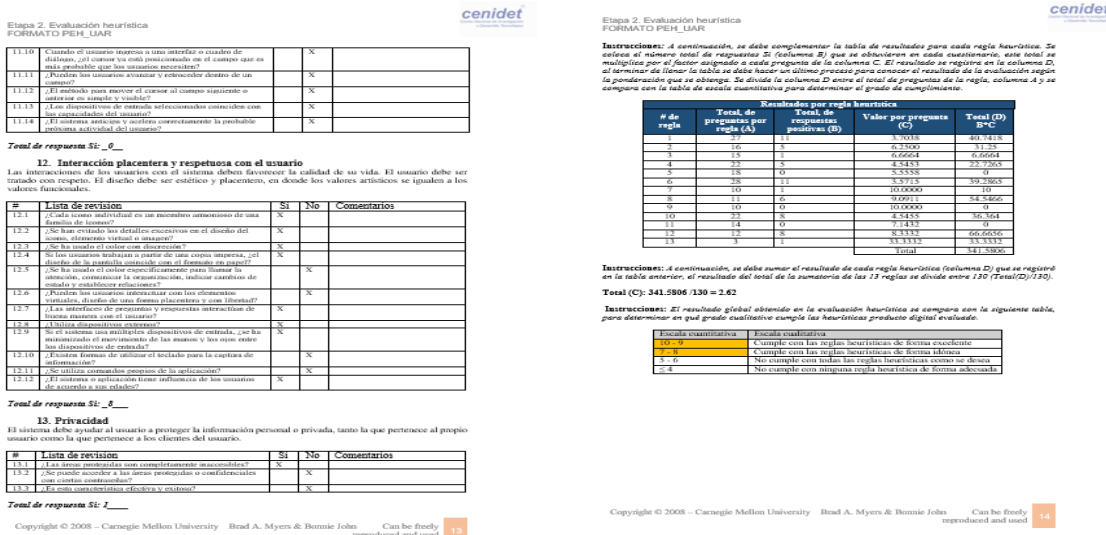 Etapa 2. Evaluación heurística
FORMATO PEH_UAR
cenidet
11.10 Cuando el usuario ingresa a una interfaz o cuadro de X
diálogo, ¿el cursor ya está posicionado en el campo que es
más probable que los usuarios necesiten?
11.11 ¿Pueden los usuarios avanzar y retroceder dentro de un X
campo?
11.12 ¿El método para mover el cursor al campo siguiente o X
anterior es simple y visible?
11.13 ¿Los dispositivos de entrada seleccionados coinciden con X
las capacidades del usuario?
11.14 ¿El sistema anticipa y acelera correctamente la probable X
próxima actividad del usuario?
Total de respuesta Si: _0__
12. Interacción placentera y respetuosa con el usuario
Las interacciones de los usuarios con el sistema deben favorecer la calidad de su vida. El usuario debe ser
tratado con respeto. El diseño debe ser estético y placentero, en donde los valores artísticos se igualen a los
valores funcionales.
# Lista de revisión Si No Comentarios
12.1 ¿Cada icono individual es un miembro armonioso de una X
familia de iconos?
12.2 ¿Se han evitado los detalles excesivos en el diseño del X
icono, elemento virtual o imagen?
12.3 ¿Se ha usado el color con discreción? X
12.4 Si los usuarios trabajan a partir de una copia impresa, ¿el X
diseño de la pantalla coincide con el formato en papel?
12.5 ¿Se ha usado el color específicamente para llamar la X
atención, comunicar la organización, indicar cambios de
estado y establecer relaciones?
12.6 ¿Pueden los usuarios interactuar con los elementos X
virtuales, diseño de una forma placentera y con libertad?
12.7 ¿Las interfaces de preguntas y respuestas interactúan de X
buena manera con el usuario?
12.8 ¿Utiliza dispositivos externos? X
12.9 Si el sistema usa múltiples dispositivos de entrada, ¿se ha X
minimizado el movimiento de las manos y los ojos entre
los dispositivos de entrada?
12.10 ¿Existen formas de utilizar el teclado para la captura de X
información?
12.11 ¿Se utiliza comandos propios de la aplicación? X
12.12 ¿El sistema o aplicación tiene influencia de los usuarios X
de acuerdo a sus edades?
Total de respuesta Si: _8___
13. Privacidad
El sistema debe ayudar al usuario a proteger la información personal o privada, tanto la que pertenece al propio
usuario como la que pertenece a los clientes del usuario.
# Lista de revisión Si No Comentarios
13.1 ¿Las áreas protegidas son completamente inaccesibles? X
13.2 ¿Se puede acceder a las áreas protegidas o confidenciales X
con ciertas contraseñas?
13.3 ¿Es esta característica efectiva y exitosa? X
Total de respuesta Si: 1____
Copyright © 2008 – Carnegie Mellon University Brad A. Myers & Bonnie John Can be freely
reproduced and used 13
Etapa 2. Evaluación heurística
FORMATO PEH_UAR
cenidet
Instrucciones: A continuación, se debe complementar la tabla de resultados para cada regla heurística. Se
coloca el número total de respuestas Si (columna B), que se obtuvieron en cada cuestionario, este total se
multiplica por el factor asignado a cada pregunta de la columna C. El resultado se registra en la columna D,
al terminar de llenar la tabla se debe hacer un último proceso para conocer el resultado de la evaluación según
la ponderación que se obtenga. Se divide la columna D entre el total de preguntas de la regla, columna A y se
compara con la tabla de escala cuantitativa para determinar el grado de cumplimiento.
Resultados por regla heurística
# de regla Total, de preguntas por regla (A) Total, de respuestas positivas (B) Valor por pregunta (C) Total (D) B*C
1 27 11 3.7038 40.7418
2 16 5 6.2500 31.25
3 15 1 6.6664 6.6664
4 22 5 4.5453 22.7265
5 18 0 5.5558 0
6 28 11 3.5715 39.2865
7 10 1 10.0000 10
8 11 6 9.0911 54.5466
9 10 0 10.0000 0
10 22 8 4.5455 36.364
11 14 0 7.1432 0
12 12 8 8.3332 66.6656
13 3 1 33.3332 33.3332
Total 341.5806
Instrucciones: A continuación, se debe sumar el resultado de cada regla heurística (columna D) que se registró
en la tabla anterior, el resultado del total de la sumatoria de las 13 reglas se divide entre 130 (Total(D)/130).
Total (C): 341.5806 /130 = 2.62
Instrucciones: El resultado global obtenido en la evaluación heurística se compara con la siguiente tabla,
para determinar en qué grado cualitativo cumple las heurísticas producto digital evaluado.
Escala cuantitativa Escala cualitativa
10 - 9 Cumple con las reglas heurísticas de forma excelente
7 - 8 Cumple con las reglas heurísticas de forma idónea
5 - 6 No cumple con todas las reglas heurísticas como se desea
≤ 4 No cumple con ninguna regla heurística de forma adecuada
Copyright © 2008 – Carnegie Mellon University Brad A. Myers & Bonnie John Can be freely
reproduced and used 14